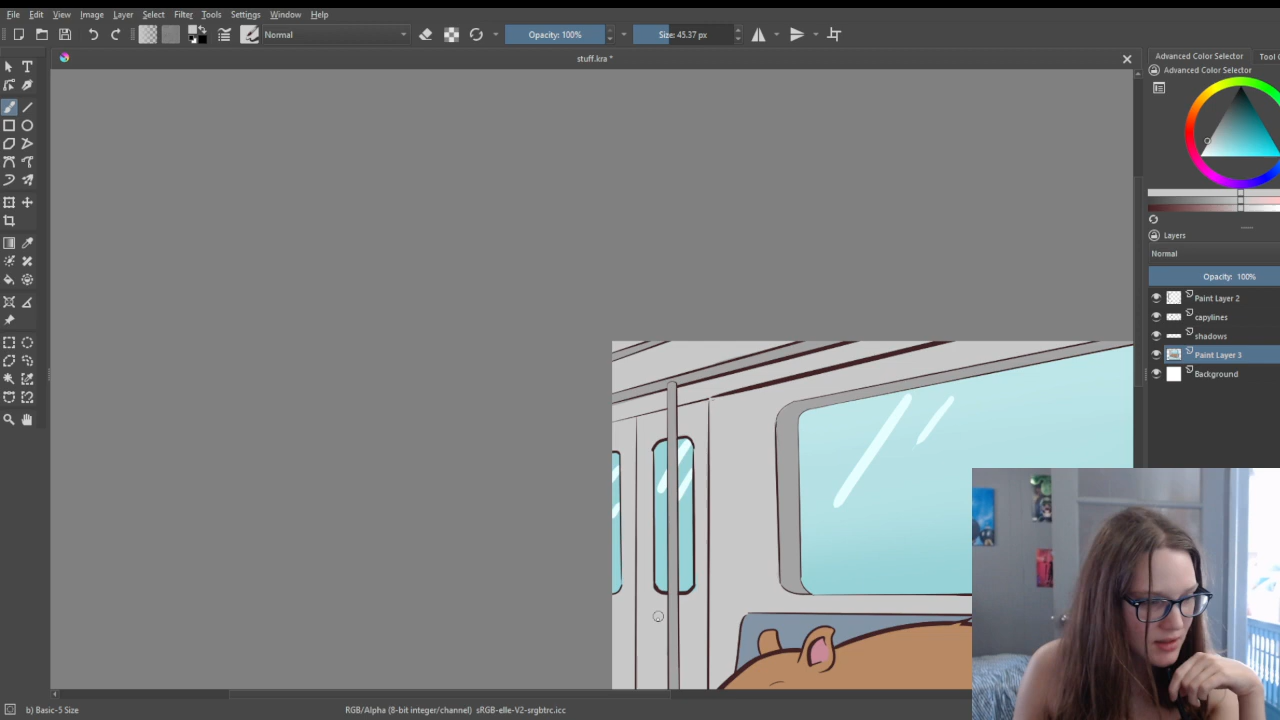 File Edit View Image Layer Select Filter Tools Settings Window Help
Normal Opacity: 100% Size: 45.37 px
stuff.kra *
Advanced Color Selector Tool
Advanced Color Selector
Layers
Normal
Opacity: 100%
Paint Layer 2
capylines
shadows
Paint Layer 3
Background
b) Basic-5 Size RGB/Alpha (8-bit integer/channel) sRGB-elle-V2-srgbtrc.icc